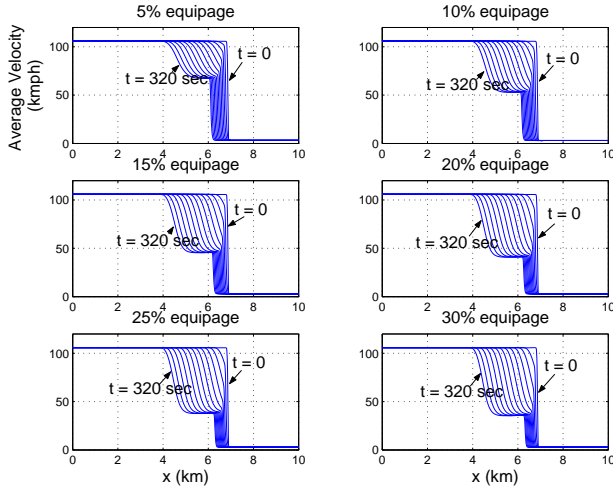 5% equipage
10% equipage
Average Velocity
(kmph)
100
50
0
t = 320 sec
t = 0
0 2 4 6 8 10
100
50
0
t = 320 sec
t = 0
0 2 4 6 8 10
15% equipage
20% equipage
100
50
0
t = 320 sec
t = 0
0 2 4 6 8 10
100
50
0
t = 320 sec
t = 0
0 2 4 6 8 10
25% equipage
30% equipage
100
50
0
t = 320 sec
t = 0
0 2 4 6 8 10
x (km)
100
50
0
t = 320 sec
t = 0
0 2 4 6 8 10
x (km)